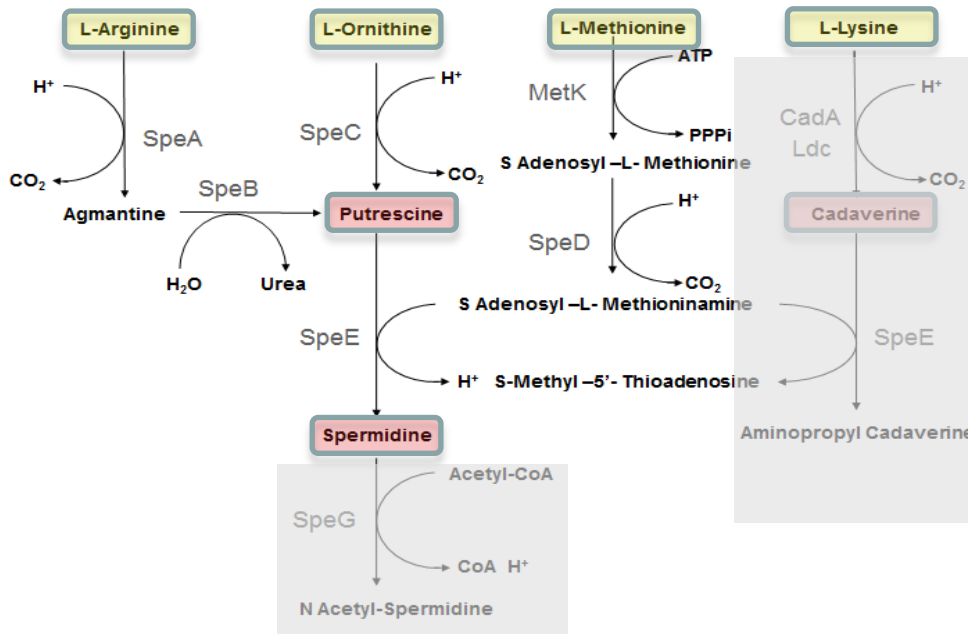 L-Arginine
L-Ornithine
L-Methionine
L-Lysine
H⁺
H⁺
ATP
H⁺
MetK
CadA
Ldc
SpeA
SpeC
PPPi
CO₂
CO₂
S Adenosyl –L- Methionine
CO₂
SpeB
Agmantine
Putrescine
H⁺
Cadaverine
SpeD
H₂O
Urea
CO₂
S Adenosyl –L- Methioninamine
SpeE
SpeE
H⁺
S-Methyl –5’- Thioadenosine
Spermidine
Aminopropyl Cadaverine
Acetyl-CoA
SpeG
CoA H⁺
N Acetyl-Spermidine